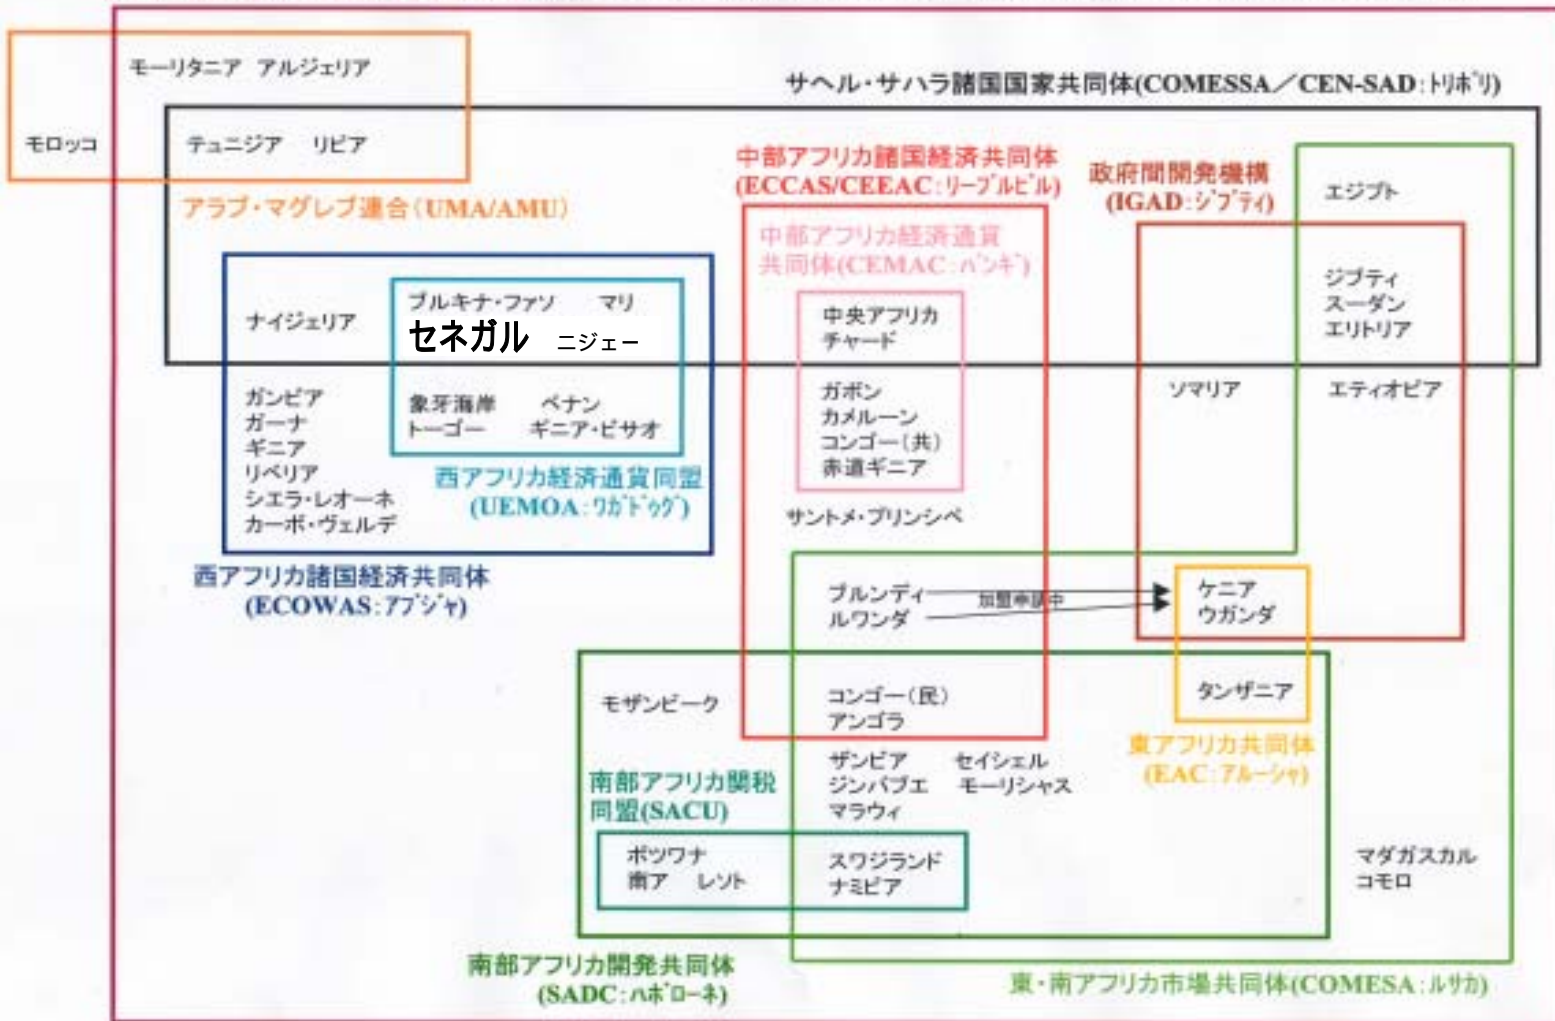 モーリタニア アルジェリア
サヘル・サハラ諸国国家共同体(COMESSA／CEN-SAD:トリポリ)
モロッコ
テュニジア リビア
アラブ・マグレブ連合(UMA/AMU)
中部アフリカ諸国経済共同体
(ECCAS/CEEAC:リーブルビル)
政府間開発機構
(IGAD:ジブティ)
エジプト
中部アフリカ経済通貨
共同体(CEMAC:バンギ)
ナイジェリア
ブルキナ・ファソ マリ
セネガル ニジェー
中央アフリカ
チャード
ジブティ
スーダン
エリトリア
ガンビア
ガーナ
ギニア
リベリア
シエラ・レオーネ
カーボ・ヴェルデ
象牙海岸 ベナン
トーゴー ギニア・ビサオ
西アフリカ経済通貨同盟
(UEMOA:ワガドゥグ)
ガボン
カメルーン
コンゴー(共)
赤道ギニア
サントメ・プリンシペ
ソマリア
エティオピア
西アフリカ諸国経済共同体
(ECOWAS:アブジャ)
ブルンディ
ルワンダ
加盟申請中
ケニア
ウガンダ
モザンビーク
コンゴー(民)
アンゴラ
タンザニア
東アフリカ共同体
(EAC:アルーシャ)
南部アフリカ関税
同盟(SACU)
ザンビア セイシェル
ジンバブエ モーリシャス
マラウィ
ボツワナ
南ア レソト
スワジランド
ナミビア
マダガスカル
コモロ
南部アフリカ開発共同体
(SADC:ハボローネ)
東・南アフリカ市場共同体(COMESA:ルサカ)